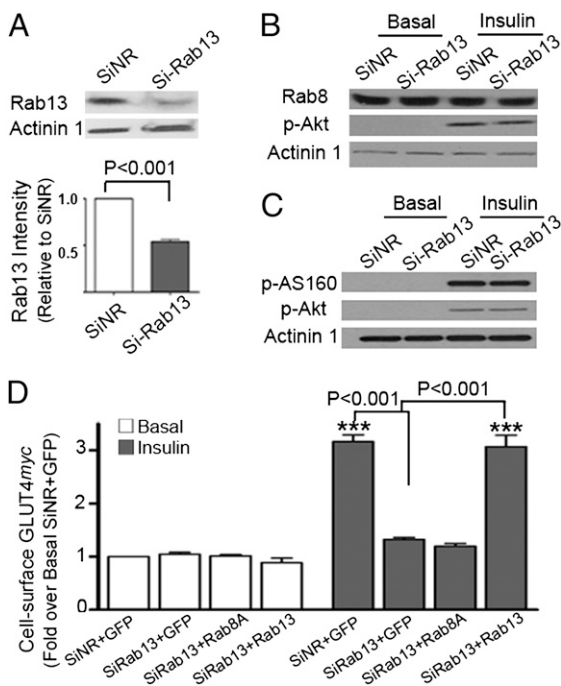 A
SiNR
Si-Rab13
Rab13
Actinin 1
P<0.001
Rab13 Intensity
(Relative to SiNR)
1.0
0.5
SiNR
Si-Rab13
B
Basal
Insulin
SiNR
Si-Rab13
SiNR
Si-Rab13
Rab8
p-Akt
Actinin 1
C
Basal
Insulin
SiNR
Si-Rab13
SiNR
Si-Rab13
p-AS160
p-Akt
Actinin 1
D
Basal
Insulin
P<0.001
P<0.001
***
***
Cell-surface GLUT4myc
(Fold over Basal SiNR+GFP)
3
2
1
0
SiNR+GFP
SiRab13+GFP
SiRab13+Rab8A
SiRab13+Rab13
SiNR+GFP
SiRab13+GFP
SiRab13+Rab8A
SiRab13+Rab13